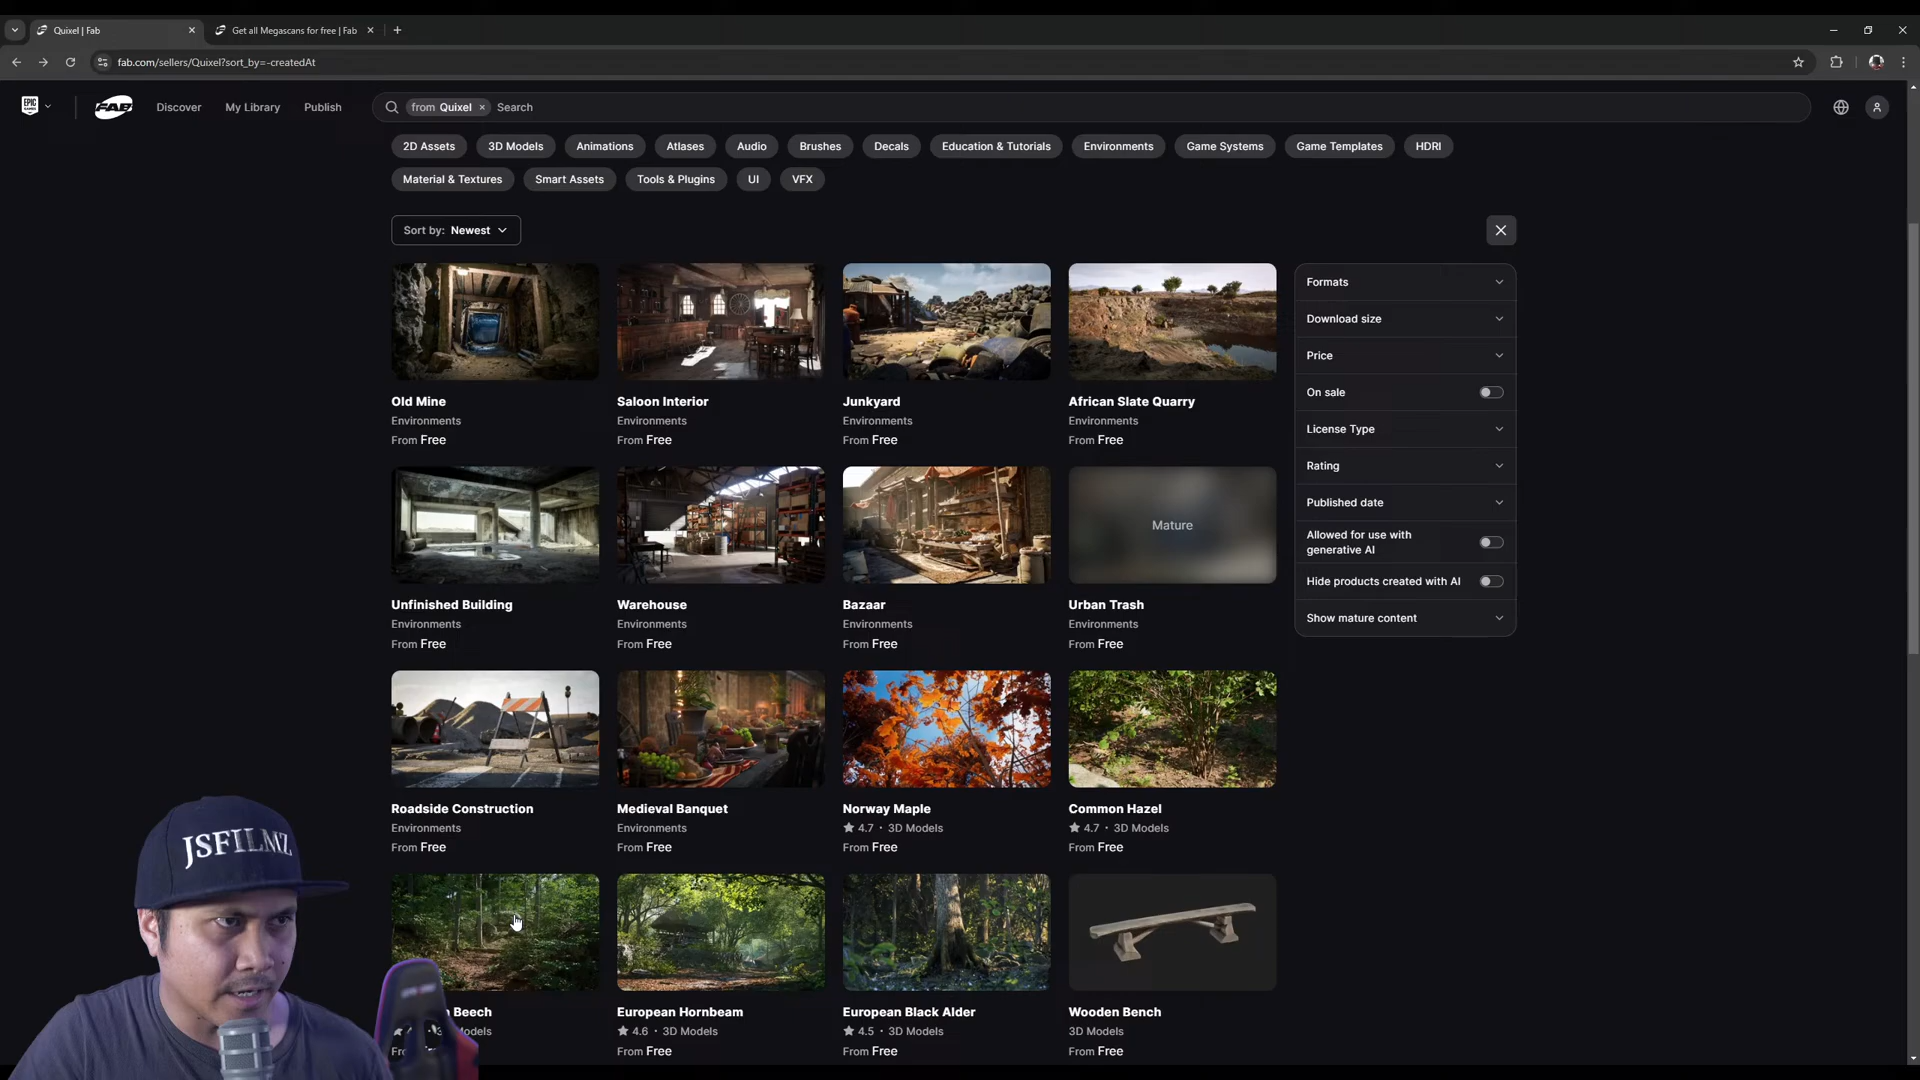 Quixel | Fab
Get all Megascans for free | Fab
fab.com/sellers/Quixel?sort_by=-createdAt
EPIC GAMES
FAB
Discover
My Library
Publish
from Quixel
Search
2D Assets
3D Models
Animations
Atlases
Audio
Brushes
Decals
Education & Tutorials
Environments
Game Systems
Game Templates
HDRI
Material & Textures
Smart Assets
Tools & Plugins
UI
VFX
Sort by: Newest
Old Mine
Environments
From Free
Saloon Interior
Environments
From Free
Junkyard
Environments
From Free
African Slate Quarry
Environments
From Free
Unfinished Building
Environments
From Free
Warehouse
Environments
From Free
Bazaar
Environments
From Free
Mature
Urban Trash
Environments
From Free
Roadside Construction
Environments
From Free
Medieval Banquet
Environments
From Free
Norway Maple
4.7 · 3D Models
From Free
Common Hazel
4.7 · 3D Models
From Free
Beech
European Hornbeam
4.6 · 3D Models
From Free
European Black Alder
4.5 · 3D Models
From Free
Wooden Bench
3D Models
From Free
Formats
Download size
Price
On sale
License Type
Rating
Published date
Allowed for use with
generative AI
Hide products created with AI
Show mature content
JSFILMZ